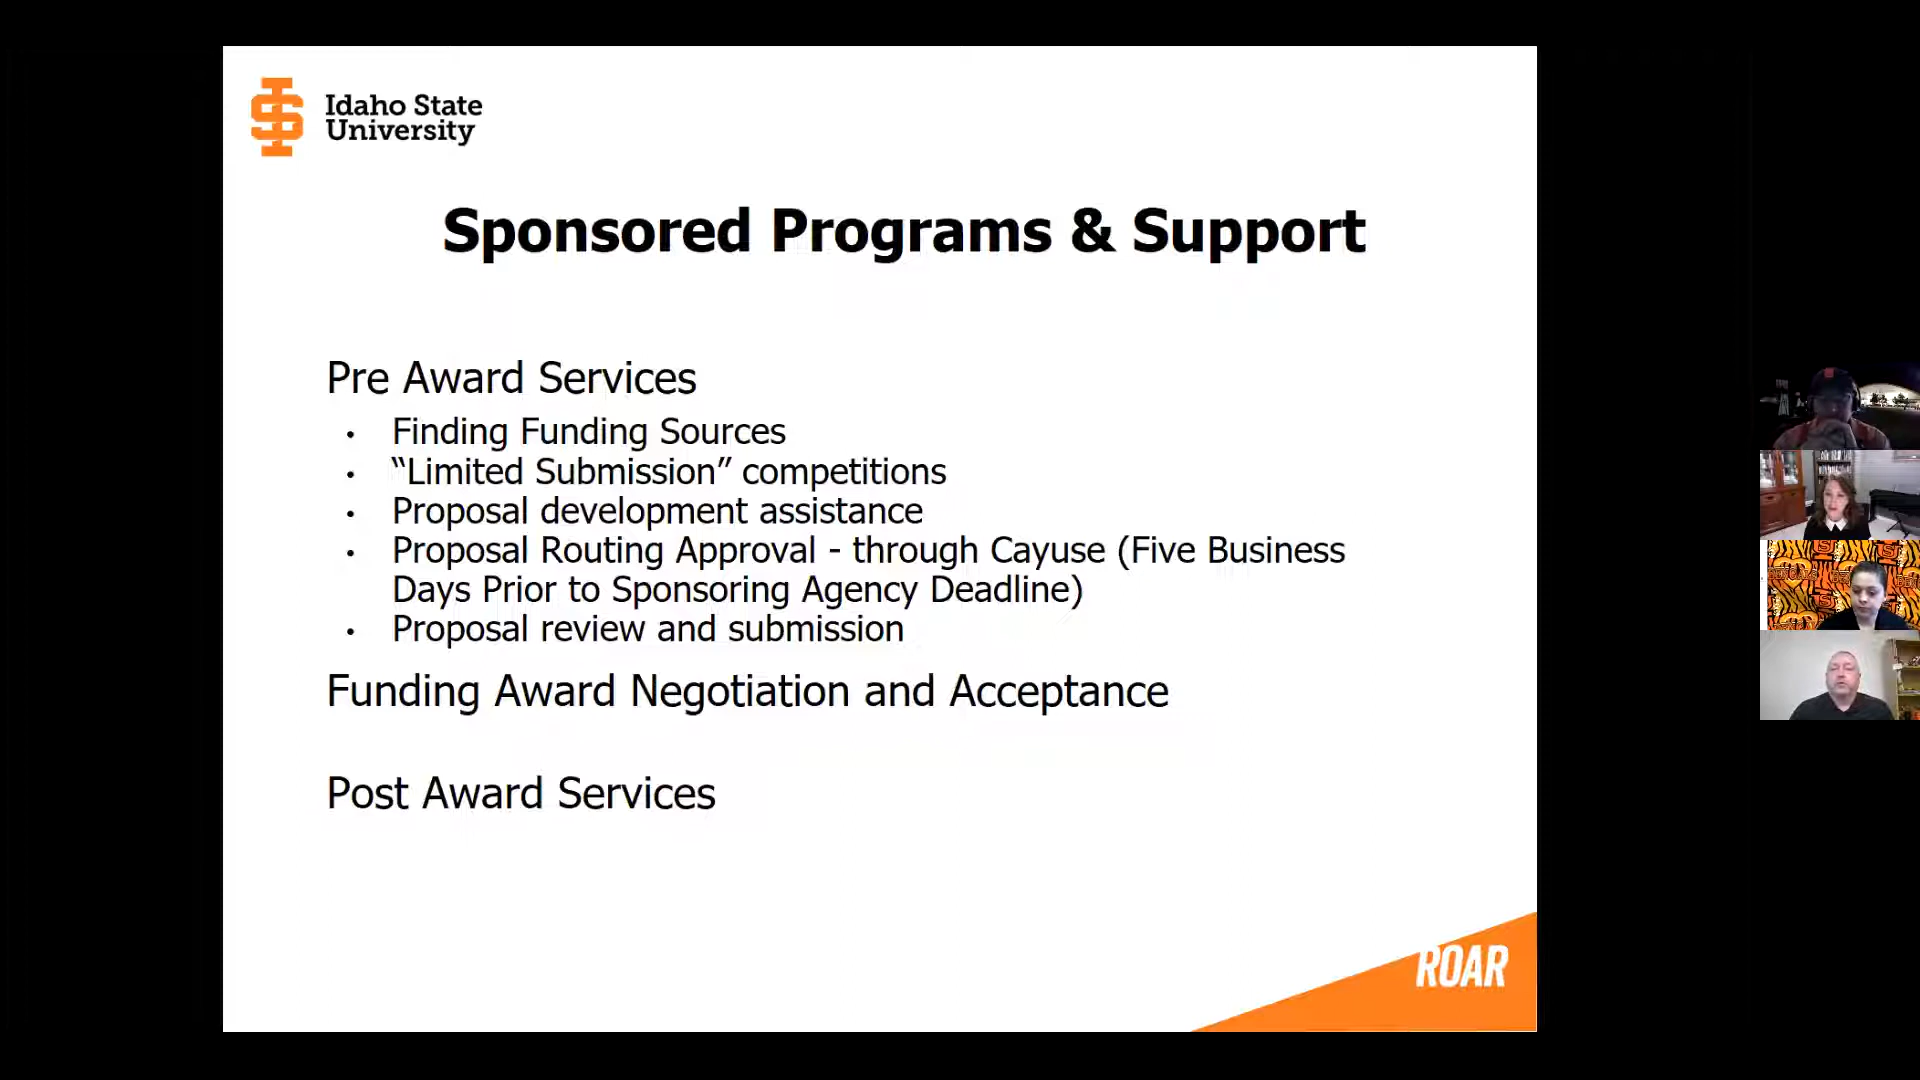 Idaho State
University
Sponsored Programs & Support
Pre Award Services
• Finding Funding Sources
• “Limited Submission” competitions
• Proposal development assistance
• Proposal Routing Approval - through Cayuse (Five Business
Days Prior to Sponsoring Agency Deadline)
• Proposal review and submission
Funding Award Negotiation and Acceptance
Post Award Services
ROAR